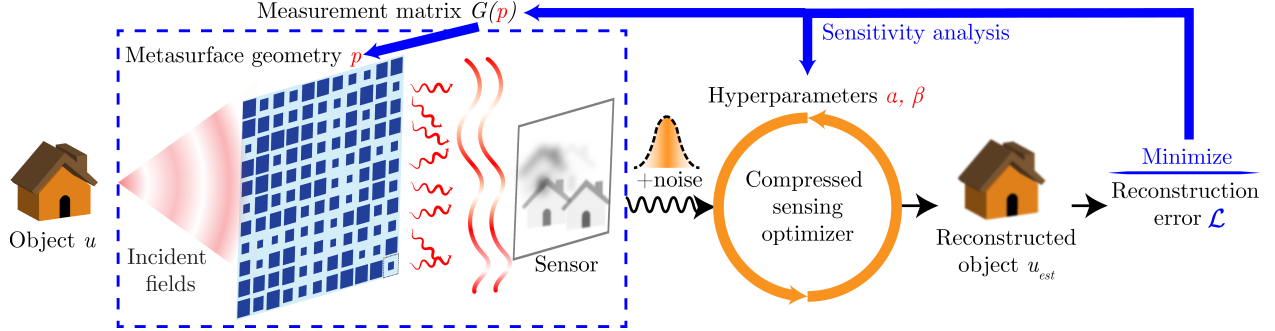 Measurement matrix G(p)
Sensitivity analysis
Metasurface geometry p
Hyperparameters α, β
Object u
Incident
fields
Sensor
+noise
Compressed
sensing
optimizer
Reconstructed
object u_est
Minimize
Reconstruction
error ℒ